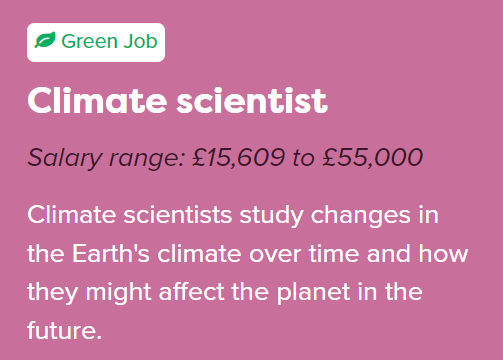 Green Job
Climate scientist
Salary range: £15,609 to £55,000
Climate scientists study changes in
the Earth's climate over time and how
they might affect the planet in the
future.